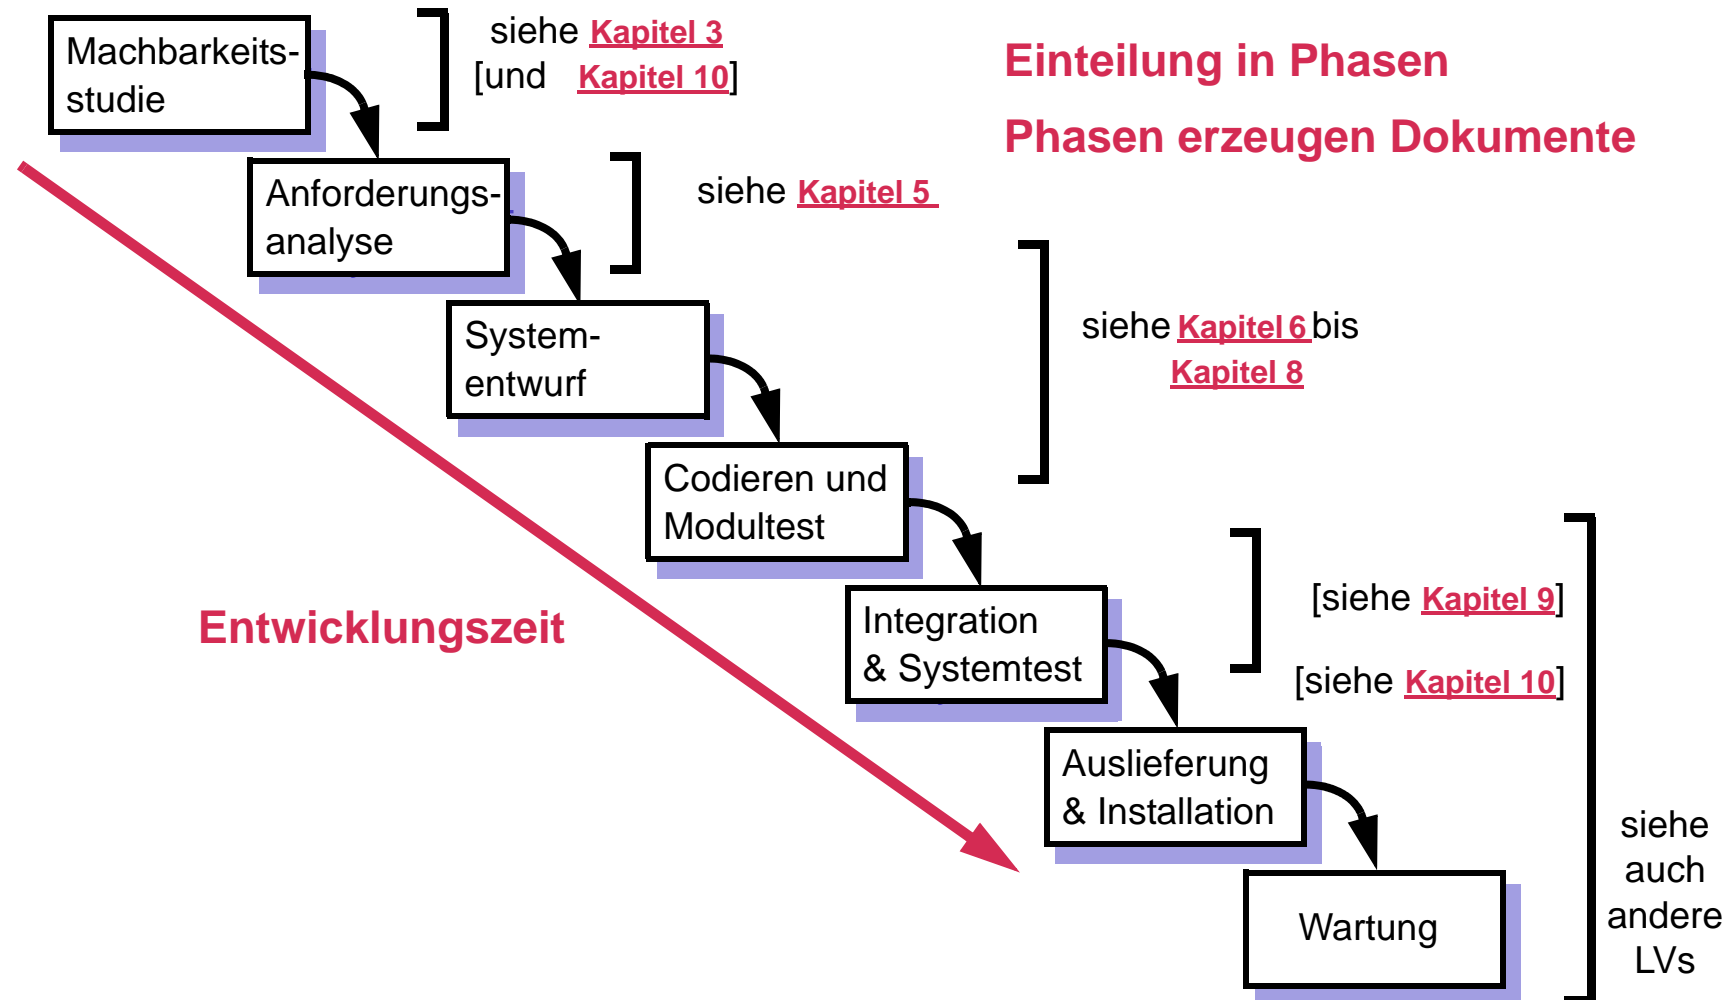 Machbarkeits-
studie
siehe Kapitel 3
[und Kapitel 10]
Einteilung in Phasen
Phasen erzeugen Dokumente
Anforderungs-
analyse
siehe Kapitel 5
System-
entwurf
siehe Kapitel 6 bis
Kapitel 8
Codieren und
Modultest
Entwicklungszeit
Integration
& Systemtest
[siehe Kapitel 9]
[siehe Kapitel 10]
Auslieferung
& Installation
siehe
auch
andere
LVs
Wartung